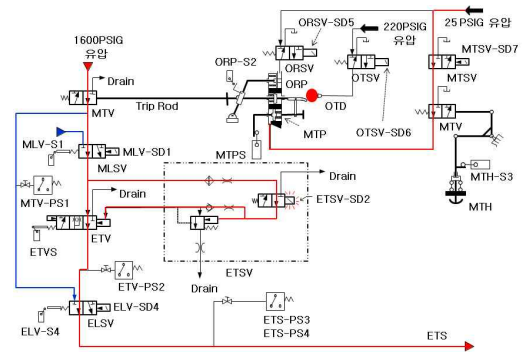 ORSV-SD5
220PSIG
유압
25 PSIG
유압
1600PSIG
유압
ORP-S2
ORSV
MTSV-SD7
Drain
ORP
OTSV
MTSV
MTV
Trip Rod
OTD
MTV
MTP
OTSV-SD6
MLV-S1
MLV-SD1
MTPS
MLSV
MTH-S3
Drain
MTV-PS1
Drain
ETSV-SD2
MTH
ETVS
ETV
ETSV
ETV-PS2
Drain
ELV-SD4
ELV-S4
ELSV
ETS-PS3
ETS-PS4
ETS